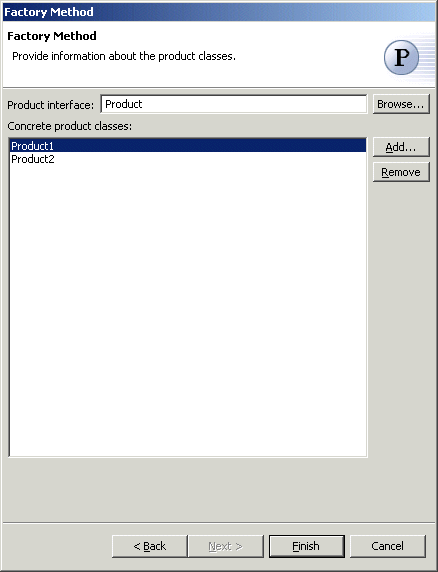 Factory Method
Factory Method
Provide information about the product classes.
P
Product interface: Product Browse...
Concrete product classes:
Product1 Add...
Product2
Remove
< Back Next > Finish Cancel